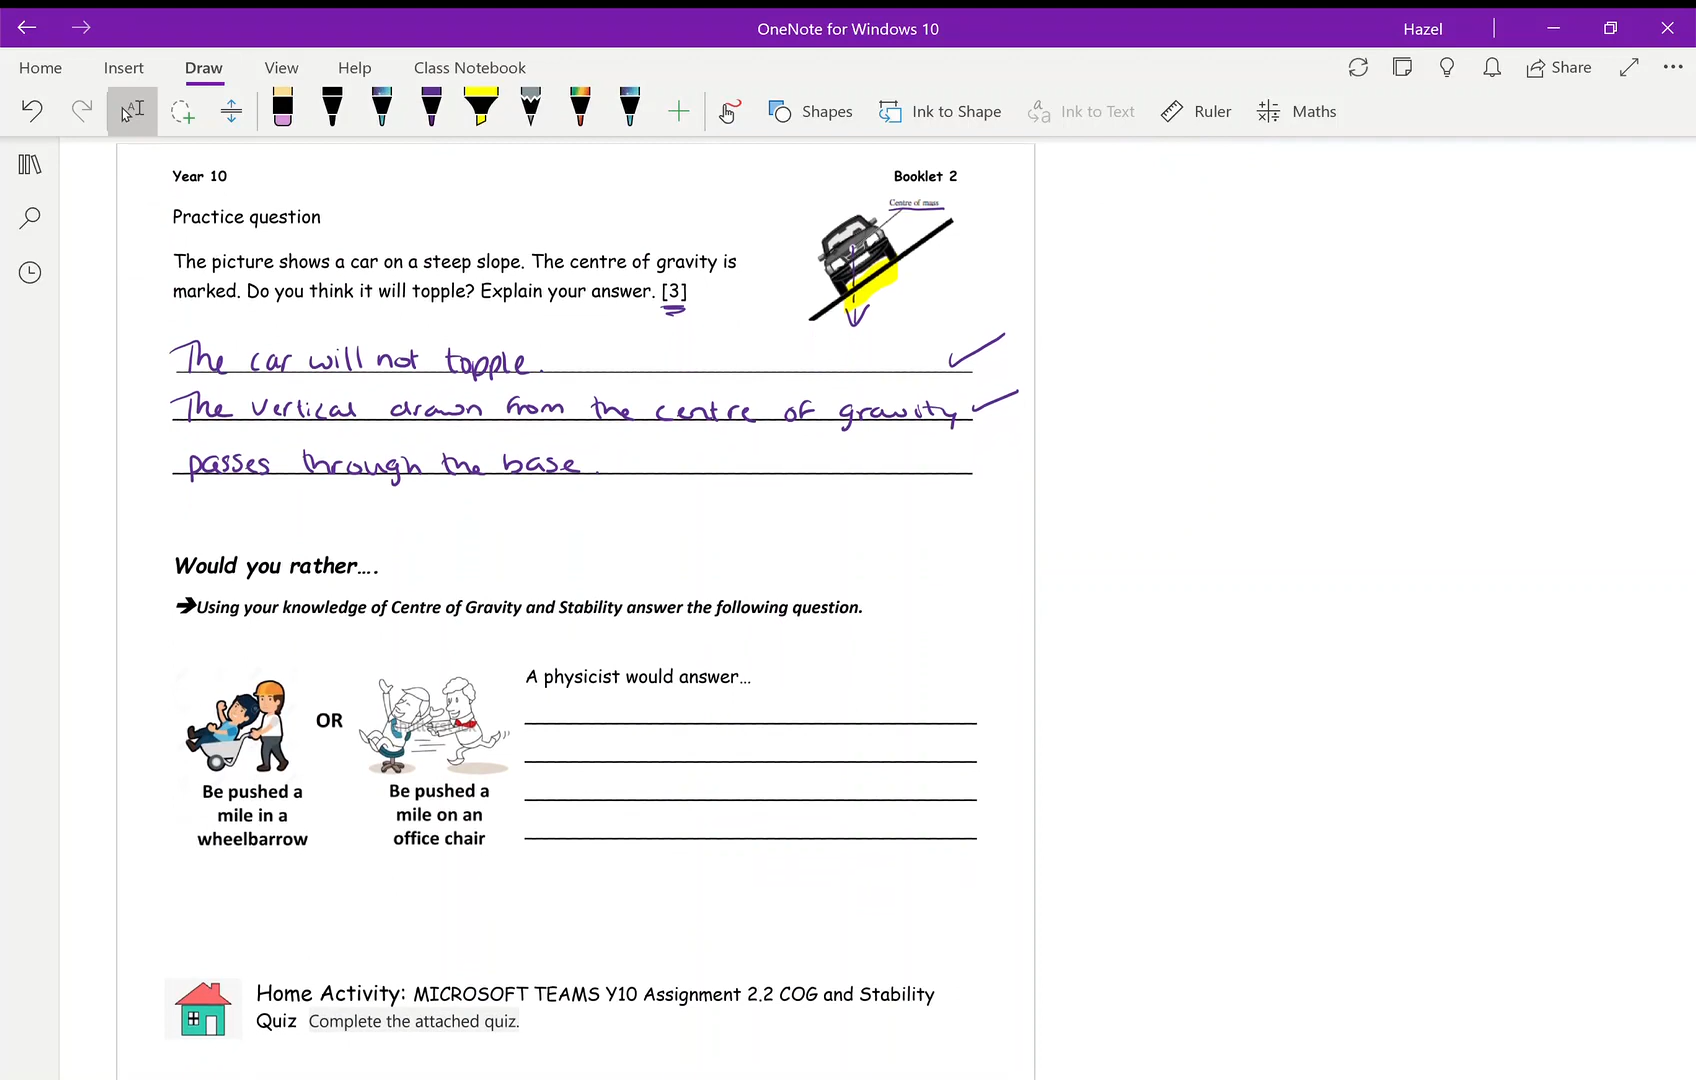 OneNote for Windows 10
Hazel
Home
Insert
Draw
View
Help
Class Notebook
Share
Shapes
Ink to Shape
Ink to Text
Ruler
Maths
Year 10
Booklet 2
Centre of mass
Practice question
The picture shows a car on a steep slope. The centre of gravity is
marked. Do you think it will topple? Explain your answer. [3]
The car will not topple.
The vertical drawn from the centre of gravity
passes through the base.
Would you rather….
➔Using your knowledge of Centre of Gravity and Stability answer the following question.
A physicist would answer…
OR
Be pushed a
mile in a
wheelbarrow
Be pushed a
mile on an
office chair
Home Activity: MICROSOFT TEAMS Y10 Assignment 2.2 COG and Stability
Quiz Complete the attached quiz.